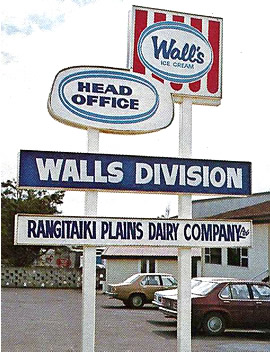 Wall's
ICE CREAM
HEAD
OFFICE
WALLS DIVISION
RANGITAIKI PLAINS DAIRY COMPANY Ltd